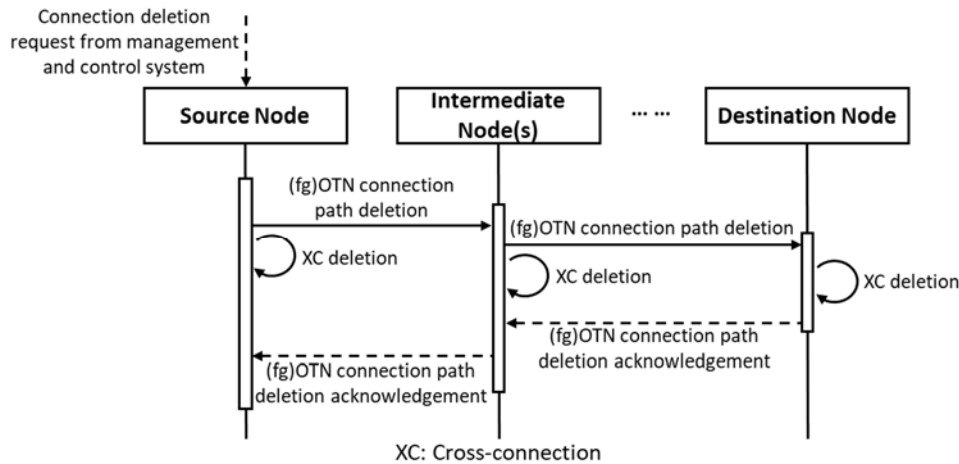 Connection deletion
request from management
and control system
Source Node
Intermediate
Node(s)
... ...
Destination Node
(fg)OTN connection
path deletion
(fg)OTN connection path deletion
XC deletion
XC deletion
XC deletion
(fg)OTN connection path
deletion acknowledgement
(fg)OTN connection path
deletion acknowledgement
XC: Cross-connection